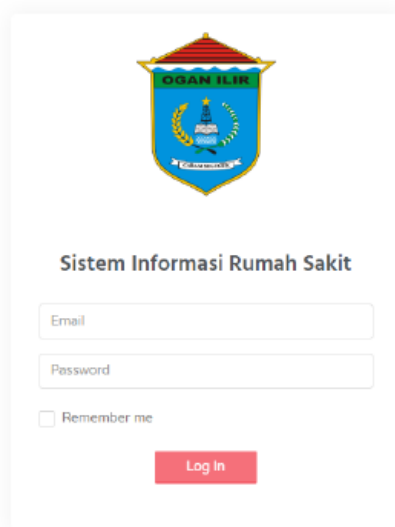 OGAN ILIR
Sistem Informasi Rumah Sakit
Email
Password
Remember me
Log In